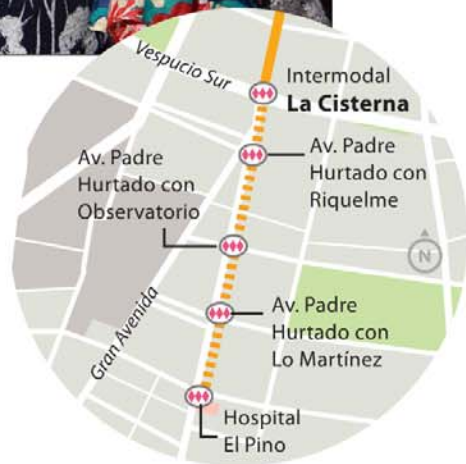 Vespucio Sur
Intermodal
La Cisterna
Av. Padre
Hurtado con
Riquelme
Av. Padre
Hurtado con
Observatorio
N
Gran Avenida
Av. Padre
Hurtado con
Lo Martínez
Hospital
El Pino